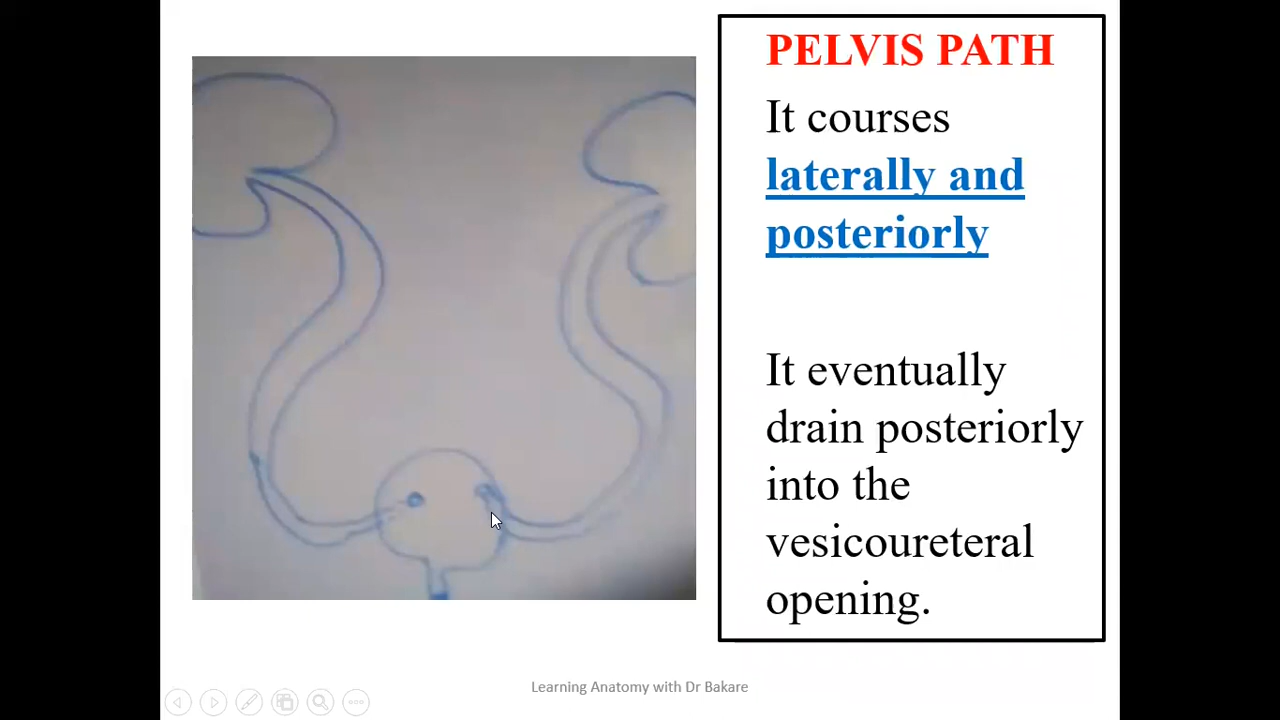 PELVIS PATH
It courses
laterally and
posteriorly
It eventually
drain posteriorly
into the
vesicoureteral
opening.
Learning Anatomy with Dr Bakare